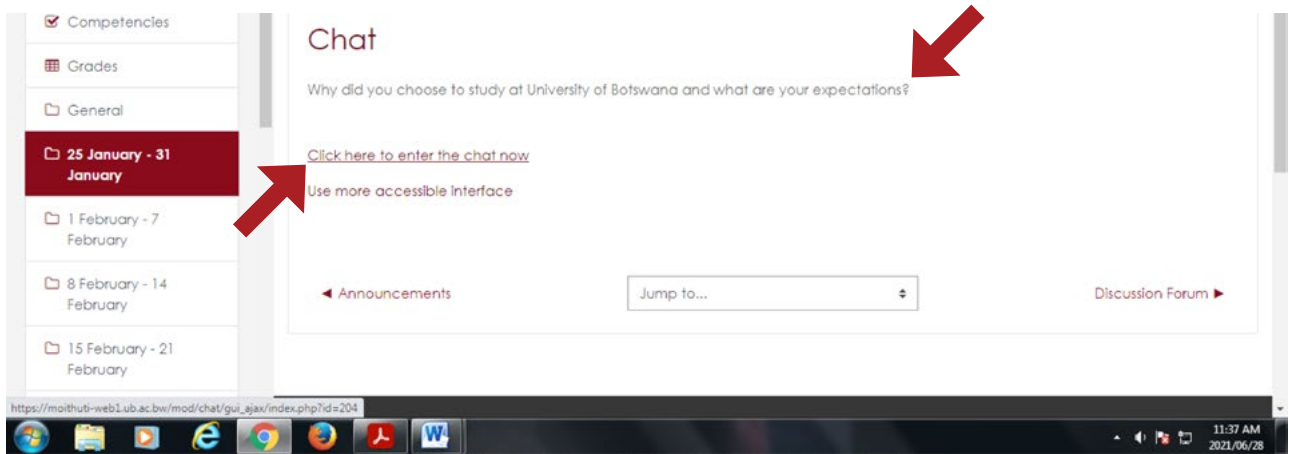 Competencies
Grades
General
25 January - 31
January
1 February - 7
February
8 February - 14
February
15 February - 21
February
Chat
Why did you choose to study at University of Botswana and what are your expectations?
Click here to enter the chat now
Use more accessible interface
◄ Announcements
Jump to...
Discussion Forum ►
https://moithuti-web1.ub.ac.bw/mod/chat/gui_ajax/index.php?id=204
11:37 AM
2021/06/28